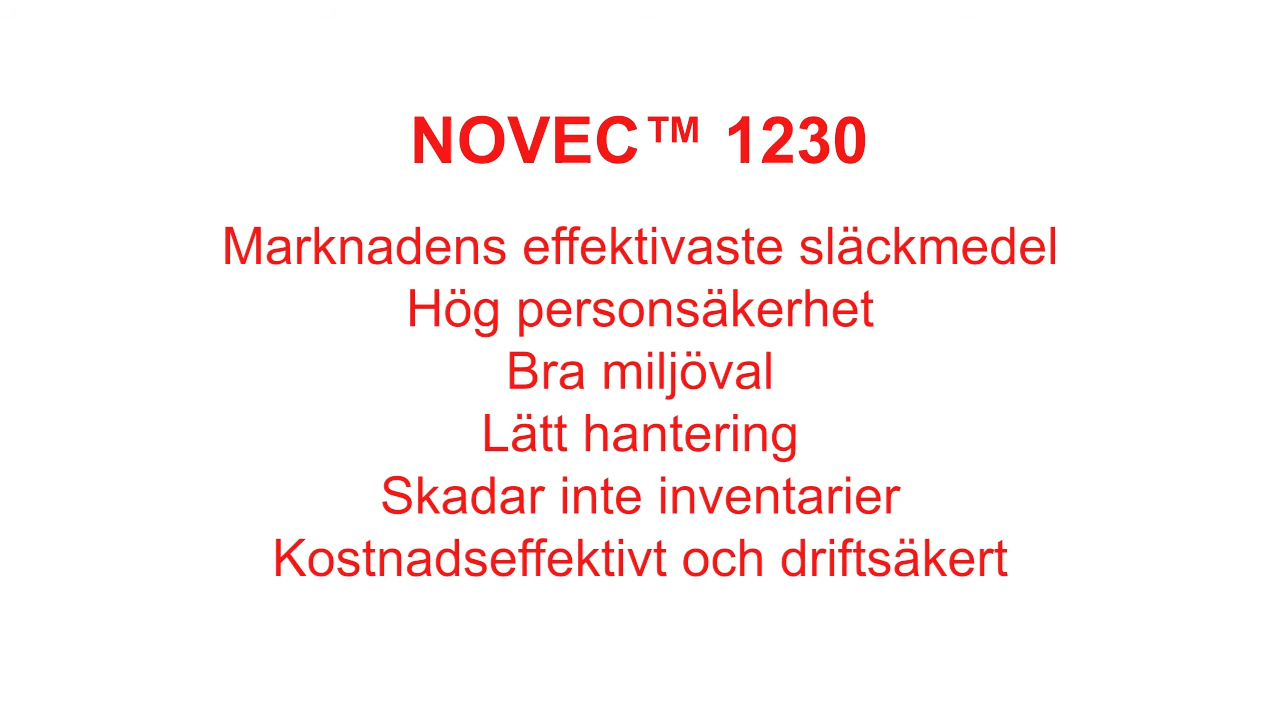 NOVEC™ 1230
Marknadens effektivaste släckmedel
Hög personsäkerhet
Bra miljöval
Lätt hantering
Skadar inte inventarier
Kostnadseffektivt och driftsäkert